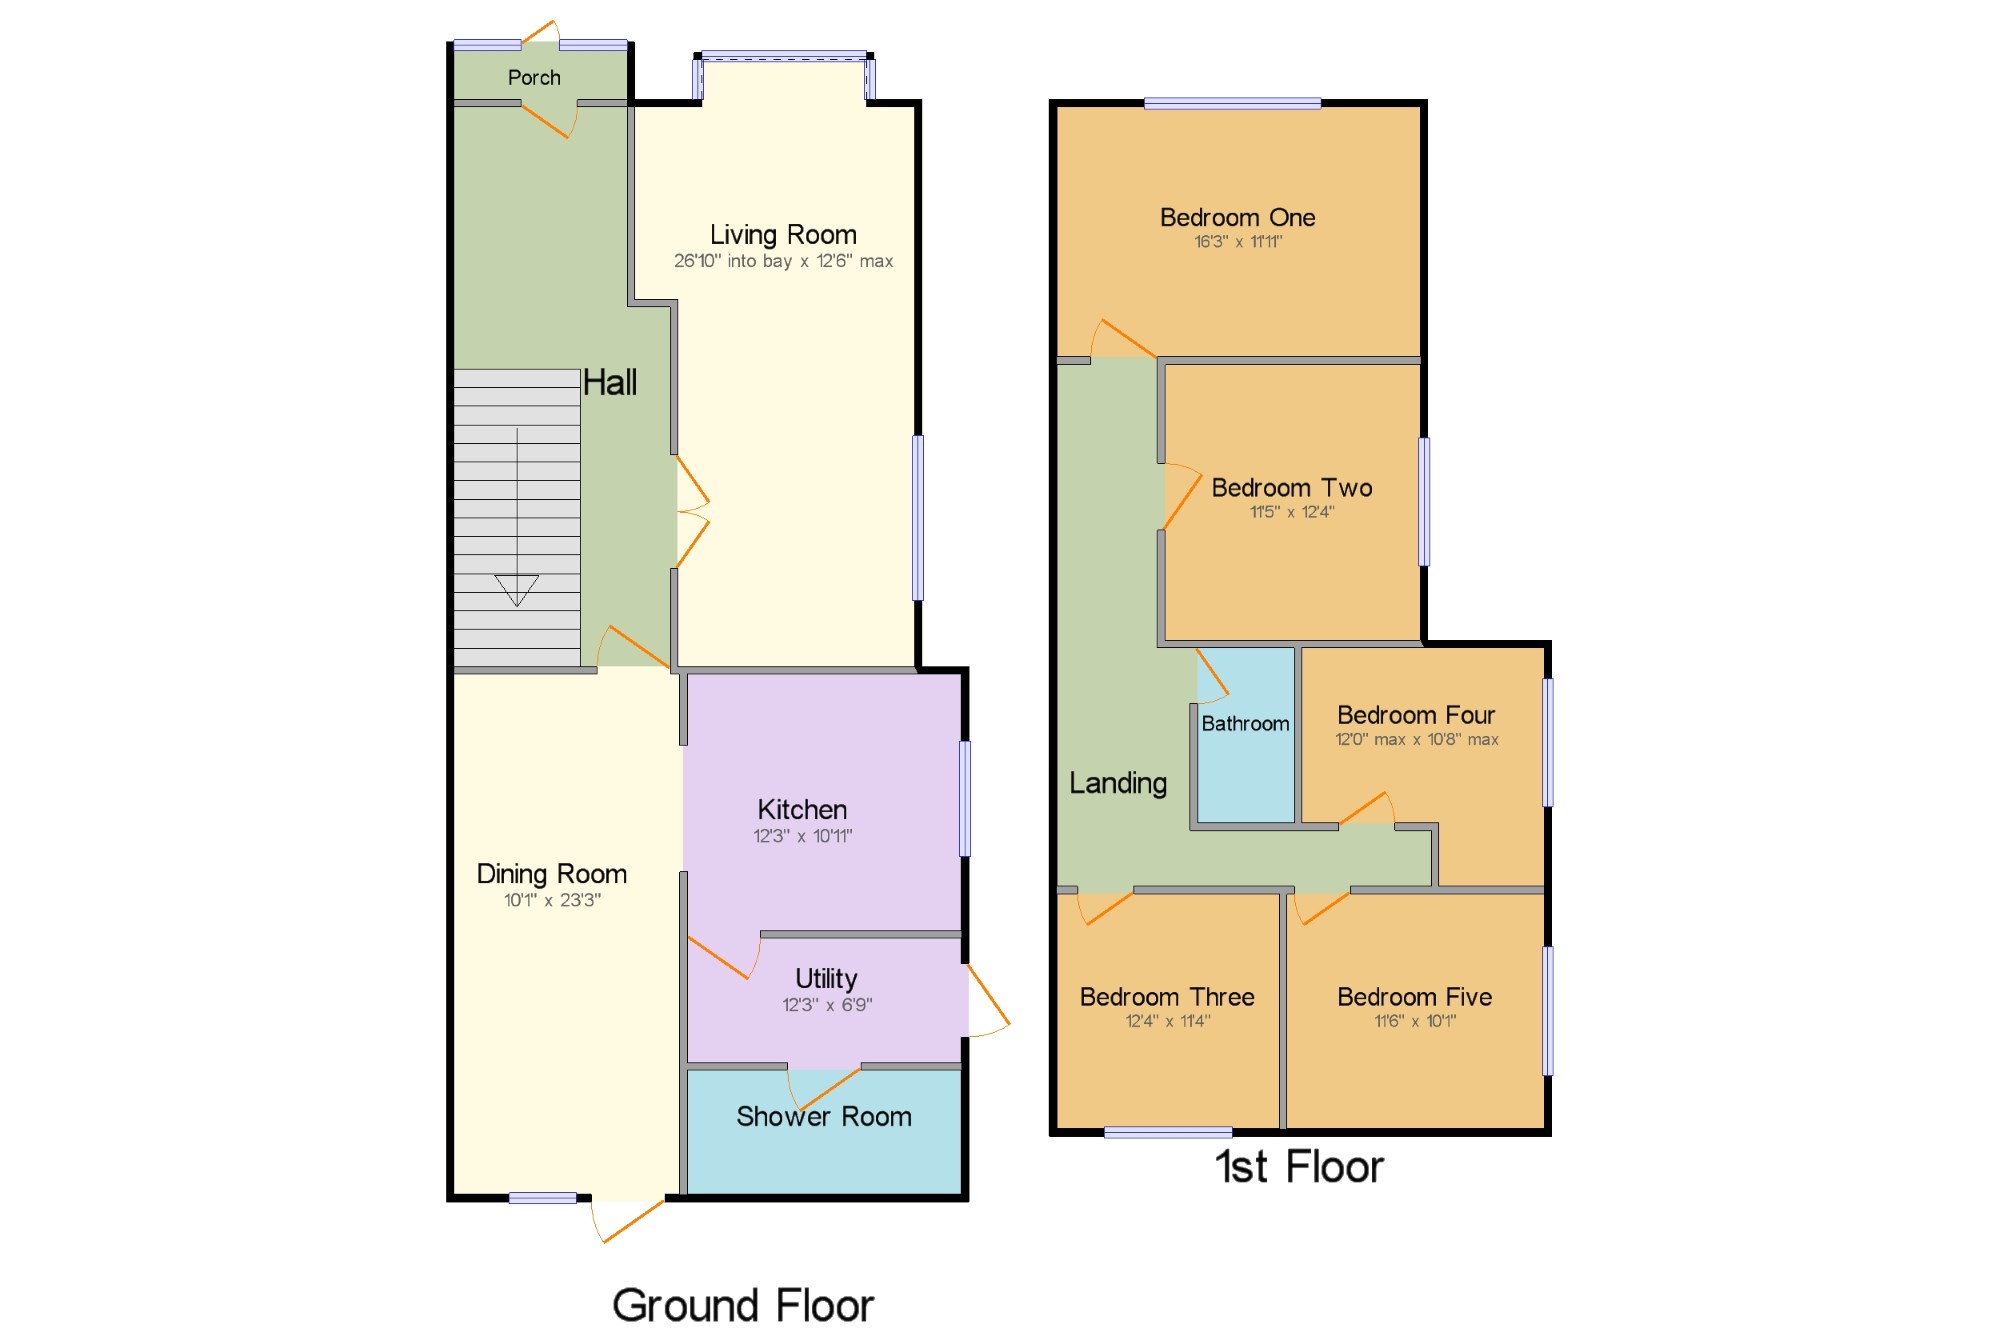 Porch
Living Room
26'10" into bay x 12'6" max
Hall
Kitchen
12'3" x 10'11"
Dining Room
10'1" x 23'3"
Utility
12'3" x 6'9"
Shower Room
Ground Floor
Bedroom One
16'3" x 11'11"
Bedroom Two
11'5" x 12'4"
Bathroom
Bedroom Four
12'0" max x 10'8" max
Landing
Bedroom Three
12'4" x 11'4"
Bedroom Five
11'6" x 10'1"
1st Floor